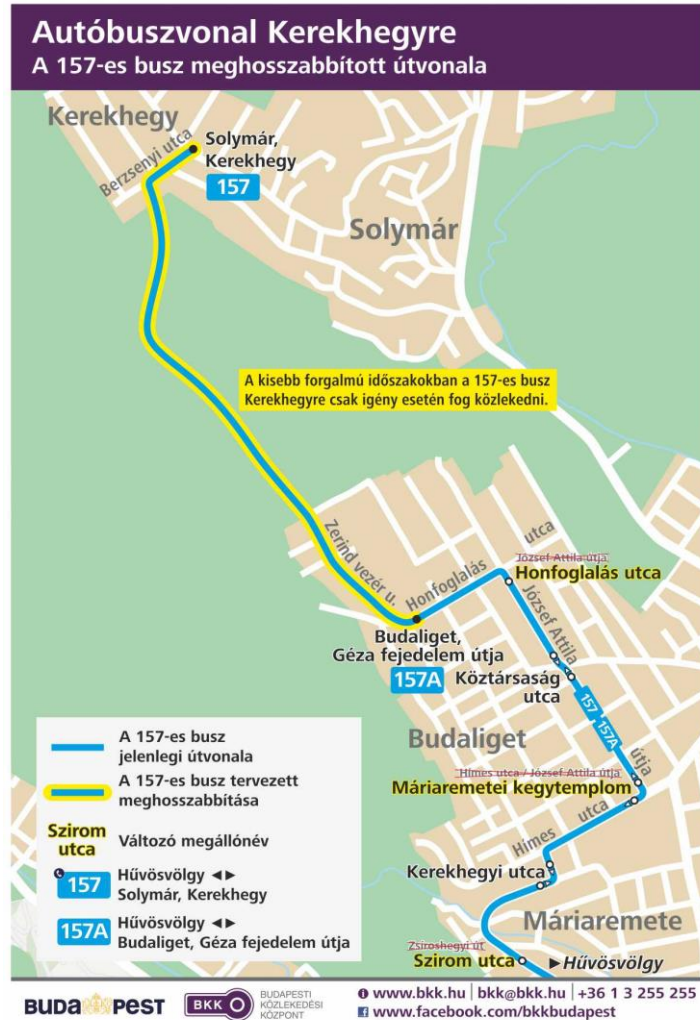 Autóbuszvonal Kerekhegyre
A 157-es busz meghosszabbított útvonala
Kerekhegy
Berzsenyi utca
Solymár,
Kerekhegy
157
Solymár
A kisebb forgalmú időszakokban a 157-es busz
Kerekhegyre csak igény esetén fog közlekedni.
Zerind vezér u.
Honfoglalás utca
József Attila útja
Honfoglalás utca
József Attila útja
Budaliget,
Géza fejedelem útja
157A
Köztársaság
utca
157 157A
Budaliget
Hímes utca / József Attila útja
Máriaremetei kegytemplom
Hímes utca
Kerekhegyi utca
Máriaremete
Zsíroshegyi út
Szirom utca
►Hűvösvölgy
A 157-es busz
jelenlegi útvonala
A 157-es busz tervezett
meghosszabbítása
Szirom
utca
Változó megállónév
157
Hűvösvölgy ◄►
Solymár, Kerekhegy
157A
Hűvösvölgy ◄►
Budaliget, Géza fejedelem útja
BUDAPEST
BKK
BUDAPESTI
KÖZLEKEDÉSI
KÖZPONT
www.bkk.hu | bkk@bkk.hu | +36 1 3 255 255
www.facebook.com/bkkbudapest